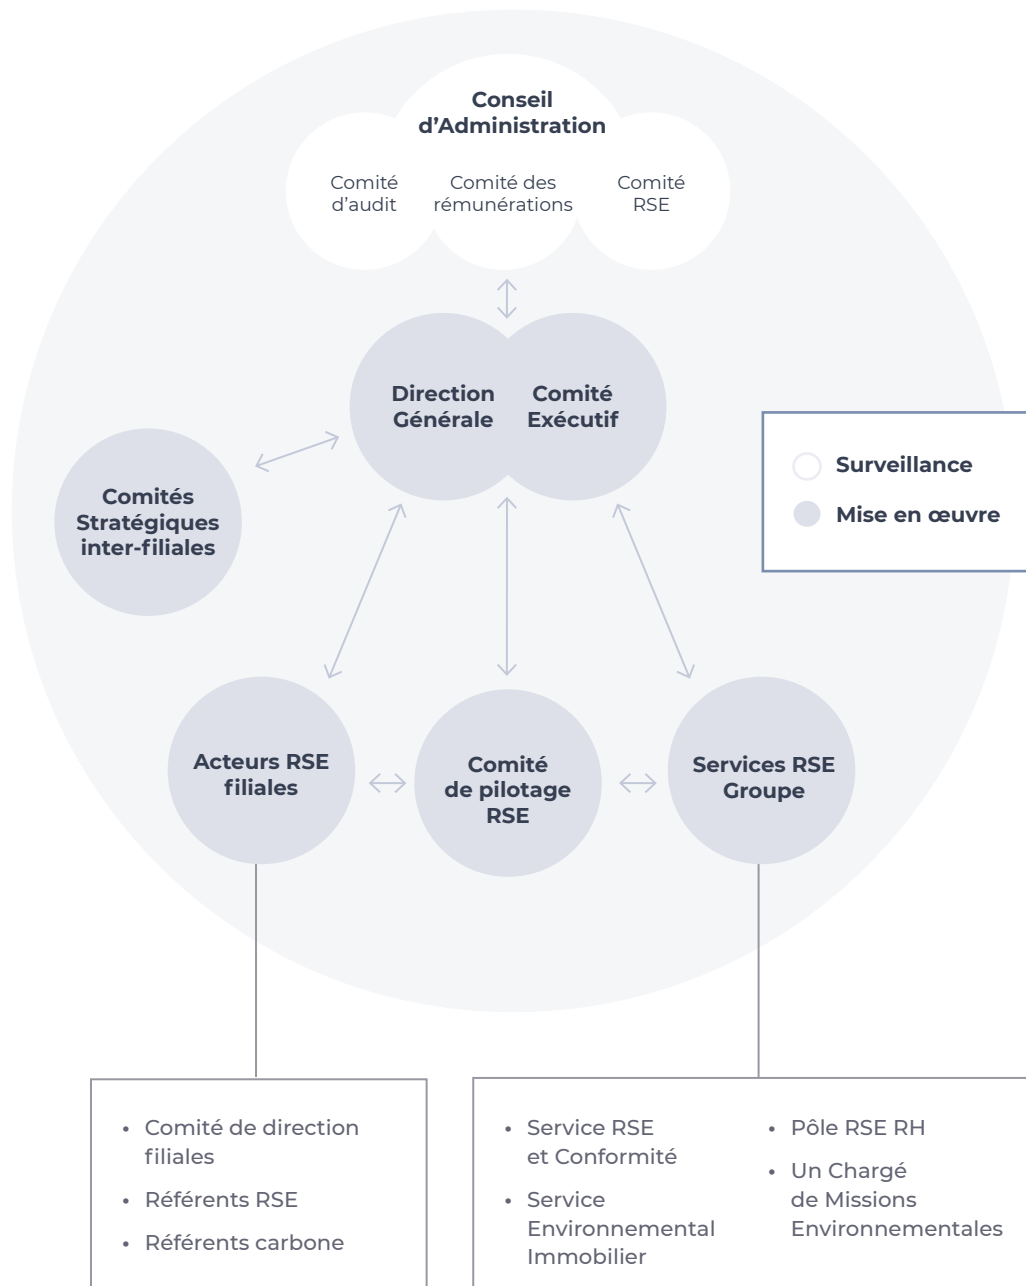 Conseil
d’Administration
Comité
d’audit
Comité des
rémunérations
Comité
RSE
Direction
Générale
Comité
Exécutif
Surveillance
Mise en œuvre
Comités
Stratégiques
inter-filiales
Acteurs RSE
filiales
Comité
de pilotage
RSE
Services RSE
Groupe
• Comité de direction
filiales
• Référents RSE
• Référents carbone
• Service RSE
et Conformité
• Service
Environnemental
Immobilier
• Pôle RSE RH
• Un Chargé
de Missions
Environnementales